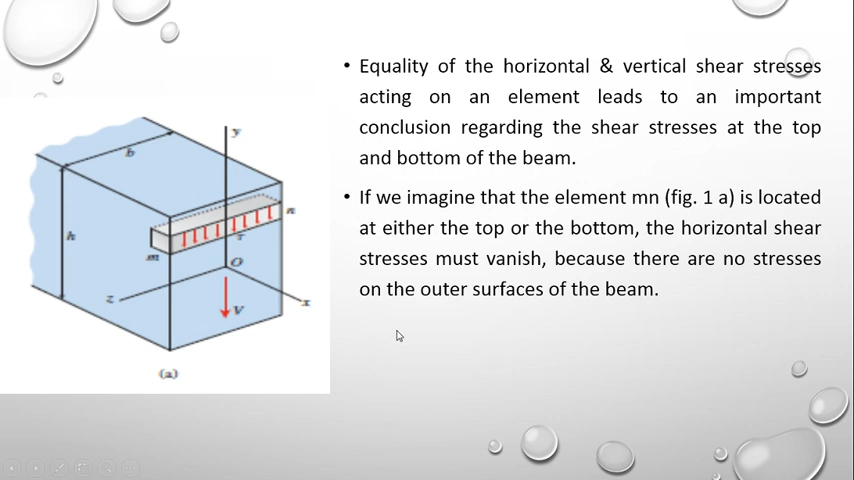 • Equality of the horizontal & vertical shear stresses
acting on an element leads to an important
conclusion regarding the shear stresses at the top
and bottom of the beam.
• If we imagine that the element mn (fig. 1 a) is located
at either the top or the bottom, the horizontal shear
stresses must vanish, because there are no stresses
on the outer surfaces of the beam.
y
b
n
h
τ
m
O
z
x
V
(a)